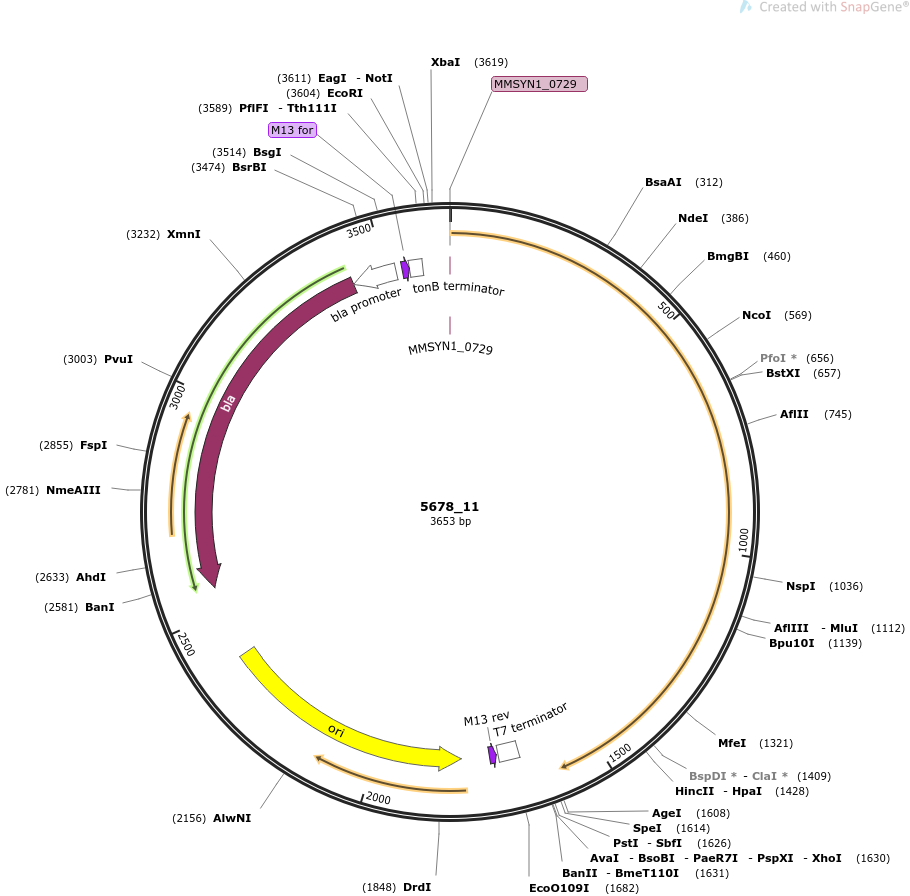 Created with SnapGene®
XbaI (3619)
(3611) EagI - NotI
MMSYN1_0729
(3604) EcoRI
(3589) PflFI - Tth111I
M13 for
(3514) BsgI
(3474) BsrBI
BsaAI (312)
NdeI (386)
3500
(3232) XmnI
BmgBI (460)
tonB terminator
bla promoter
500
NcoI (569)
MMSYN1_0729
(3003) PvuI
PfoI * (656)
BstXI (657)
3000
bla
AflII (745)
(2855) FspI
(2781) NmeAIII
5678_11
3653 bp
1000
(2633) AhdI
NspI (1036)
(2581) BanI
AflIII - MluI (1112)
2500
Bpu10I (1139)
M13 rev
T7 terminator
ori
MfeI (1321)
1500
BspDI * - ClaI * (1409)
HincII - HpaI (1428)
2000
AgeI (1608)
(2156) AlwNI
SpeI (1614)
PstI - SbfI (1626)
AvaI - BsoBI - PaeR7I - PspXI - XhoI (1630)
BanII - BmeT110I (1631)
(1848) DrdI
EcoO109I (1682)